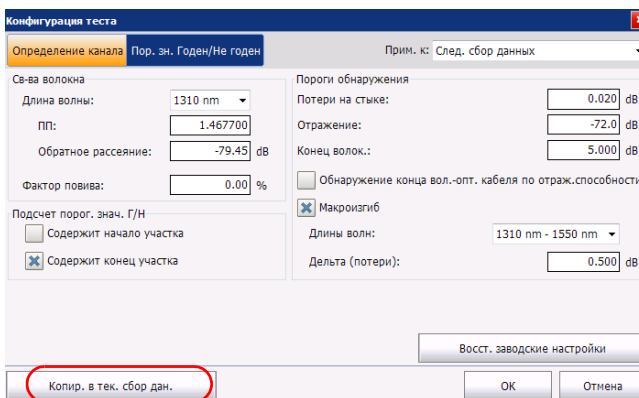 Конфигурация теста
Определение канала Пор. зн. Годен/Не годен Прим. к: След. сбор данных
Св-ва волокна
Длина волны: 1310 nm
ПП: 1.467700
Обратное рассеяние: -79.45 dB
Фактор повива: 0.00 %
Подсчет порог. знач. Г/Н
Содержит начало участка
Содержит конец участка
Пороги обнаружения
Потери на стыке: 0.020 dB
Отражение: -72.0 dB
Конец волок.: 5.000 dB
Обнаружение конца вол.-опт. кабеля по отраж.способности
Макроизгиб
Длины волн: 1310 nm - 1550 nm
Дельта (потери): 0.500 dB
Восст. заводские настройки
Копир. в тек. сбор дан. OK Отмена